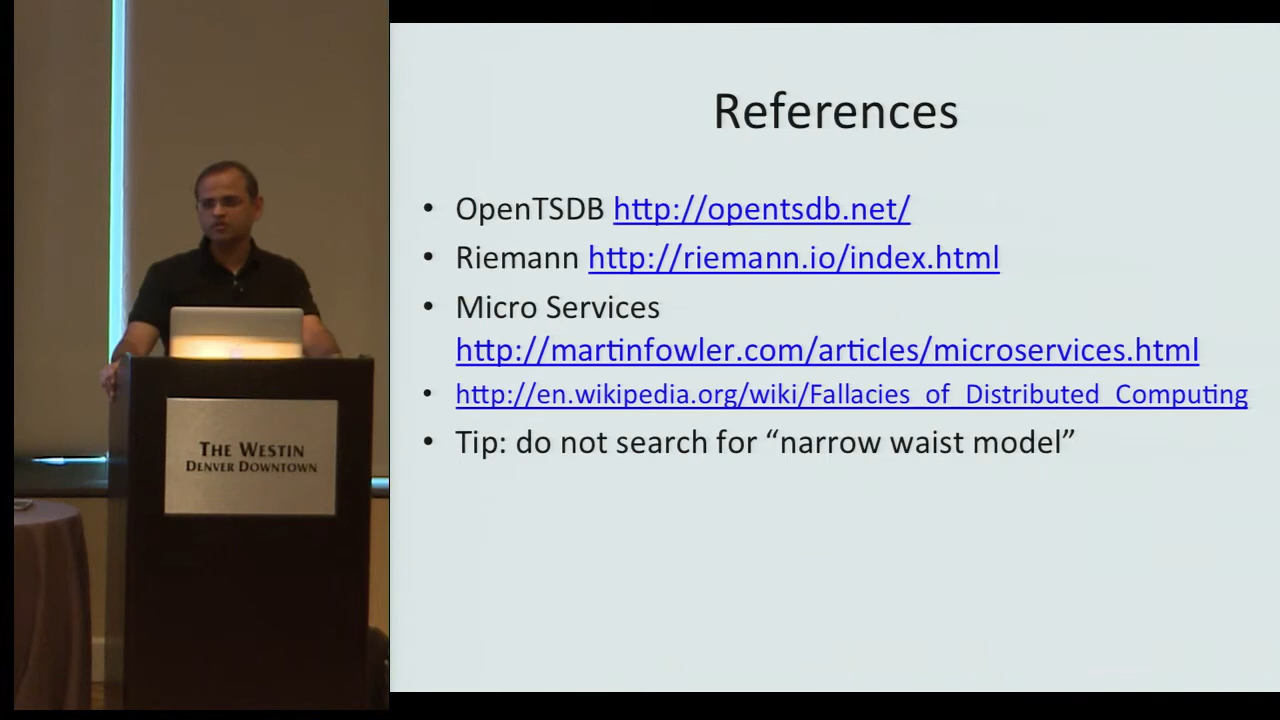 References
• OpenTSDB http://opentsdb.net/
• Riemann http://riemann.io/index.html
• Micro Services
http://martinfowler.com/articles/microservices.html
• http://en.wikipedia.org/wiki/Fallacies_of_Distributed_Computing
• Tip: do not search for “narrow waist model”
THE WESTIN
DENVER DOWNTOWN